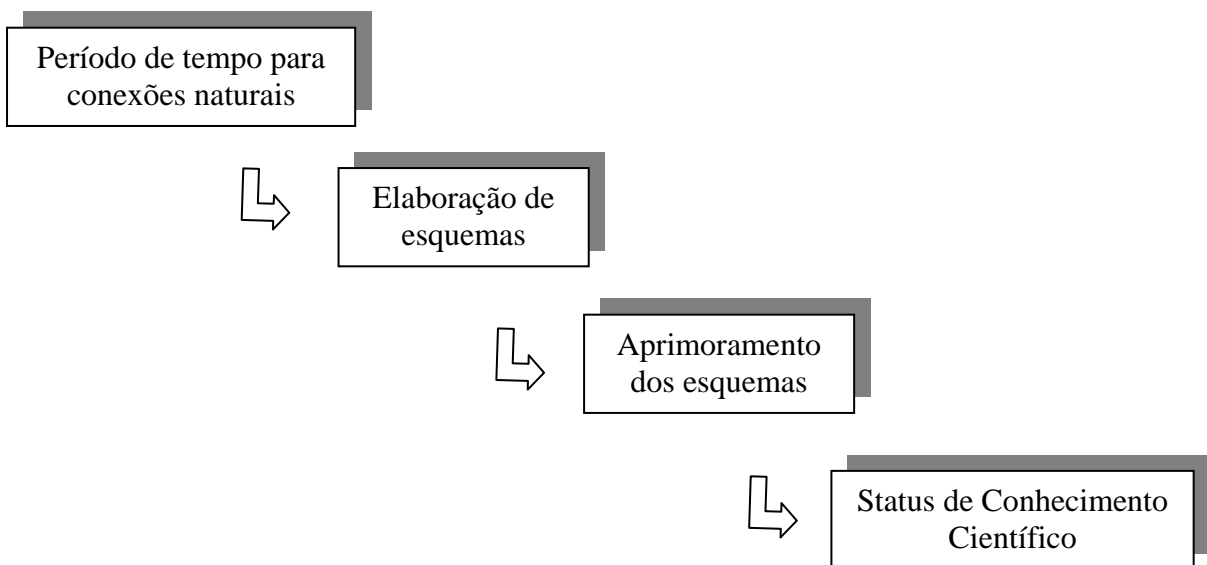 Período de tempo para
conexões naturais
Elaboração de
esquemas
Aprimoramento
dos esquemas
Status de Conhecimento
Científico